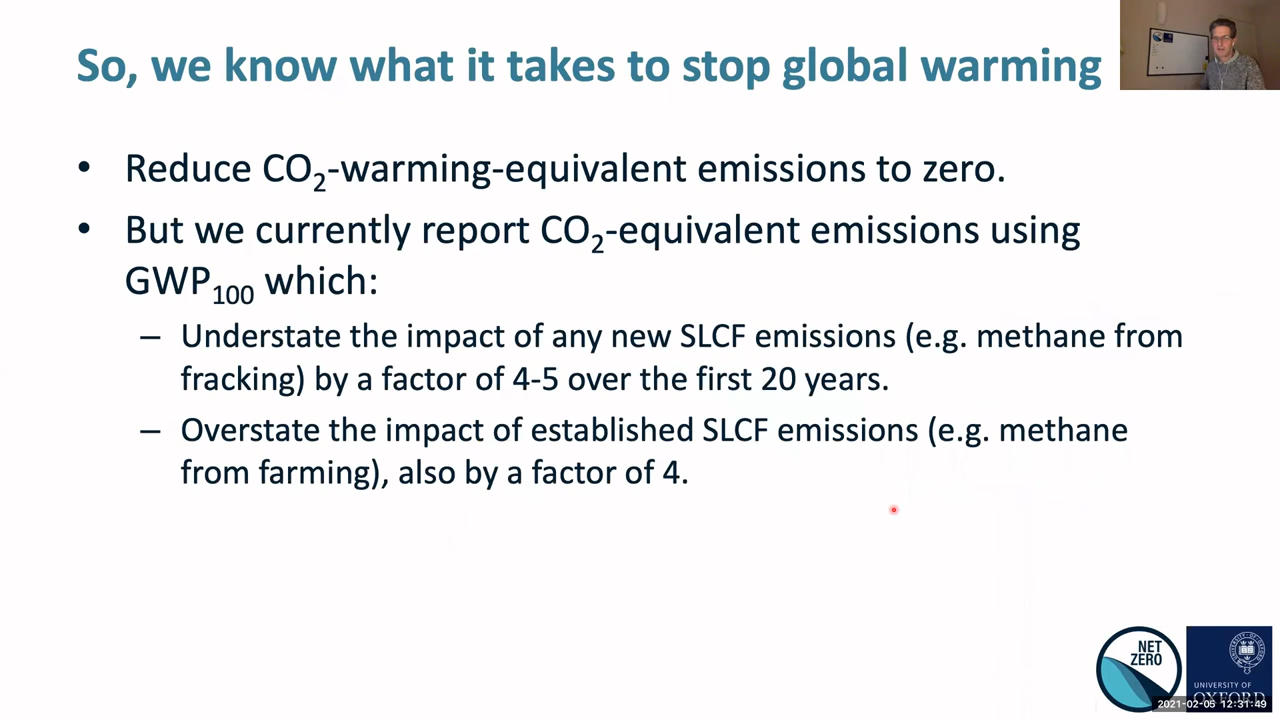 So, we know what it takes to stop global warming
• Reduce CO₂-warming-equivalent emissions to zero.
• But we currently report CO₂-equivalent emissions using
GWP₁₀₀ which:
– Understate the impact of any new SLCF emissions (e.g. methane from
fracking) by a factor of 4-5 over the first 20 years.
– Overstate the impact of established SLCF emissions (e.g. methane
from farming), also by a factor of 4.
NET
ZERO
UNIVERSITY OF
OXFORD
2021-02-05 12:31:49